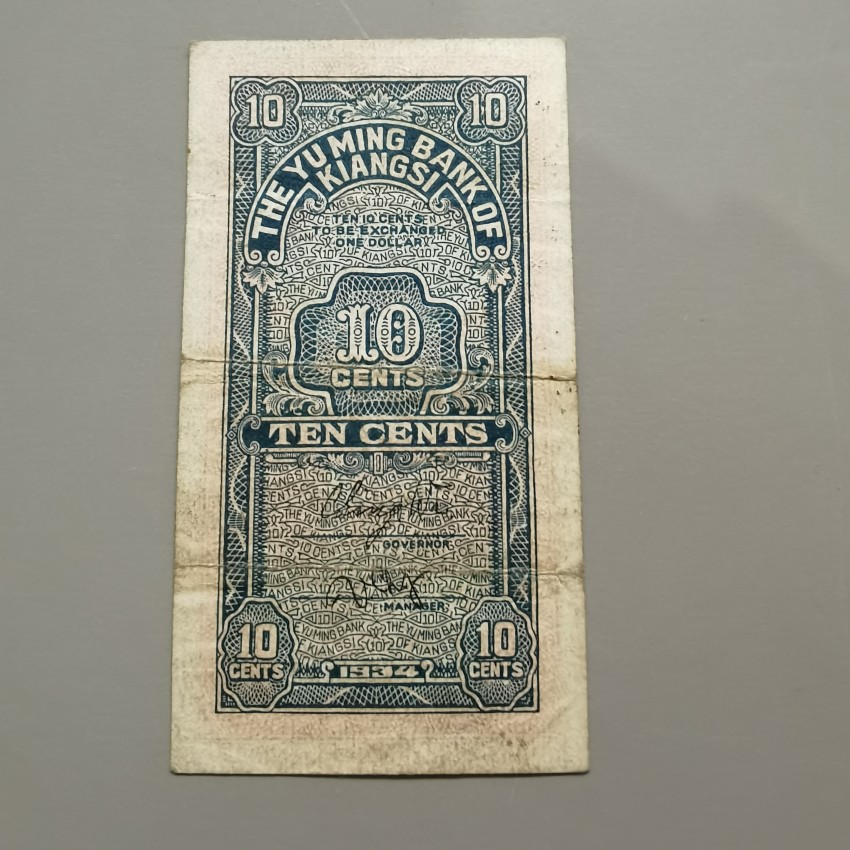 10 10
THE YU MING BANK OF
KIANGSI
TEN 10 CENTS
TO BE EXCHANGED
ONE DOLLAR
10
CENTS
TEN CENTS
GOVERNOR
MANAGER
10 10
CENTS CENTS
1934